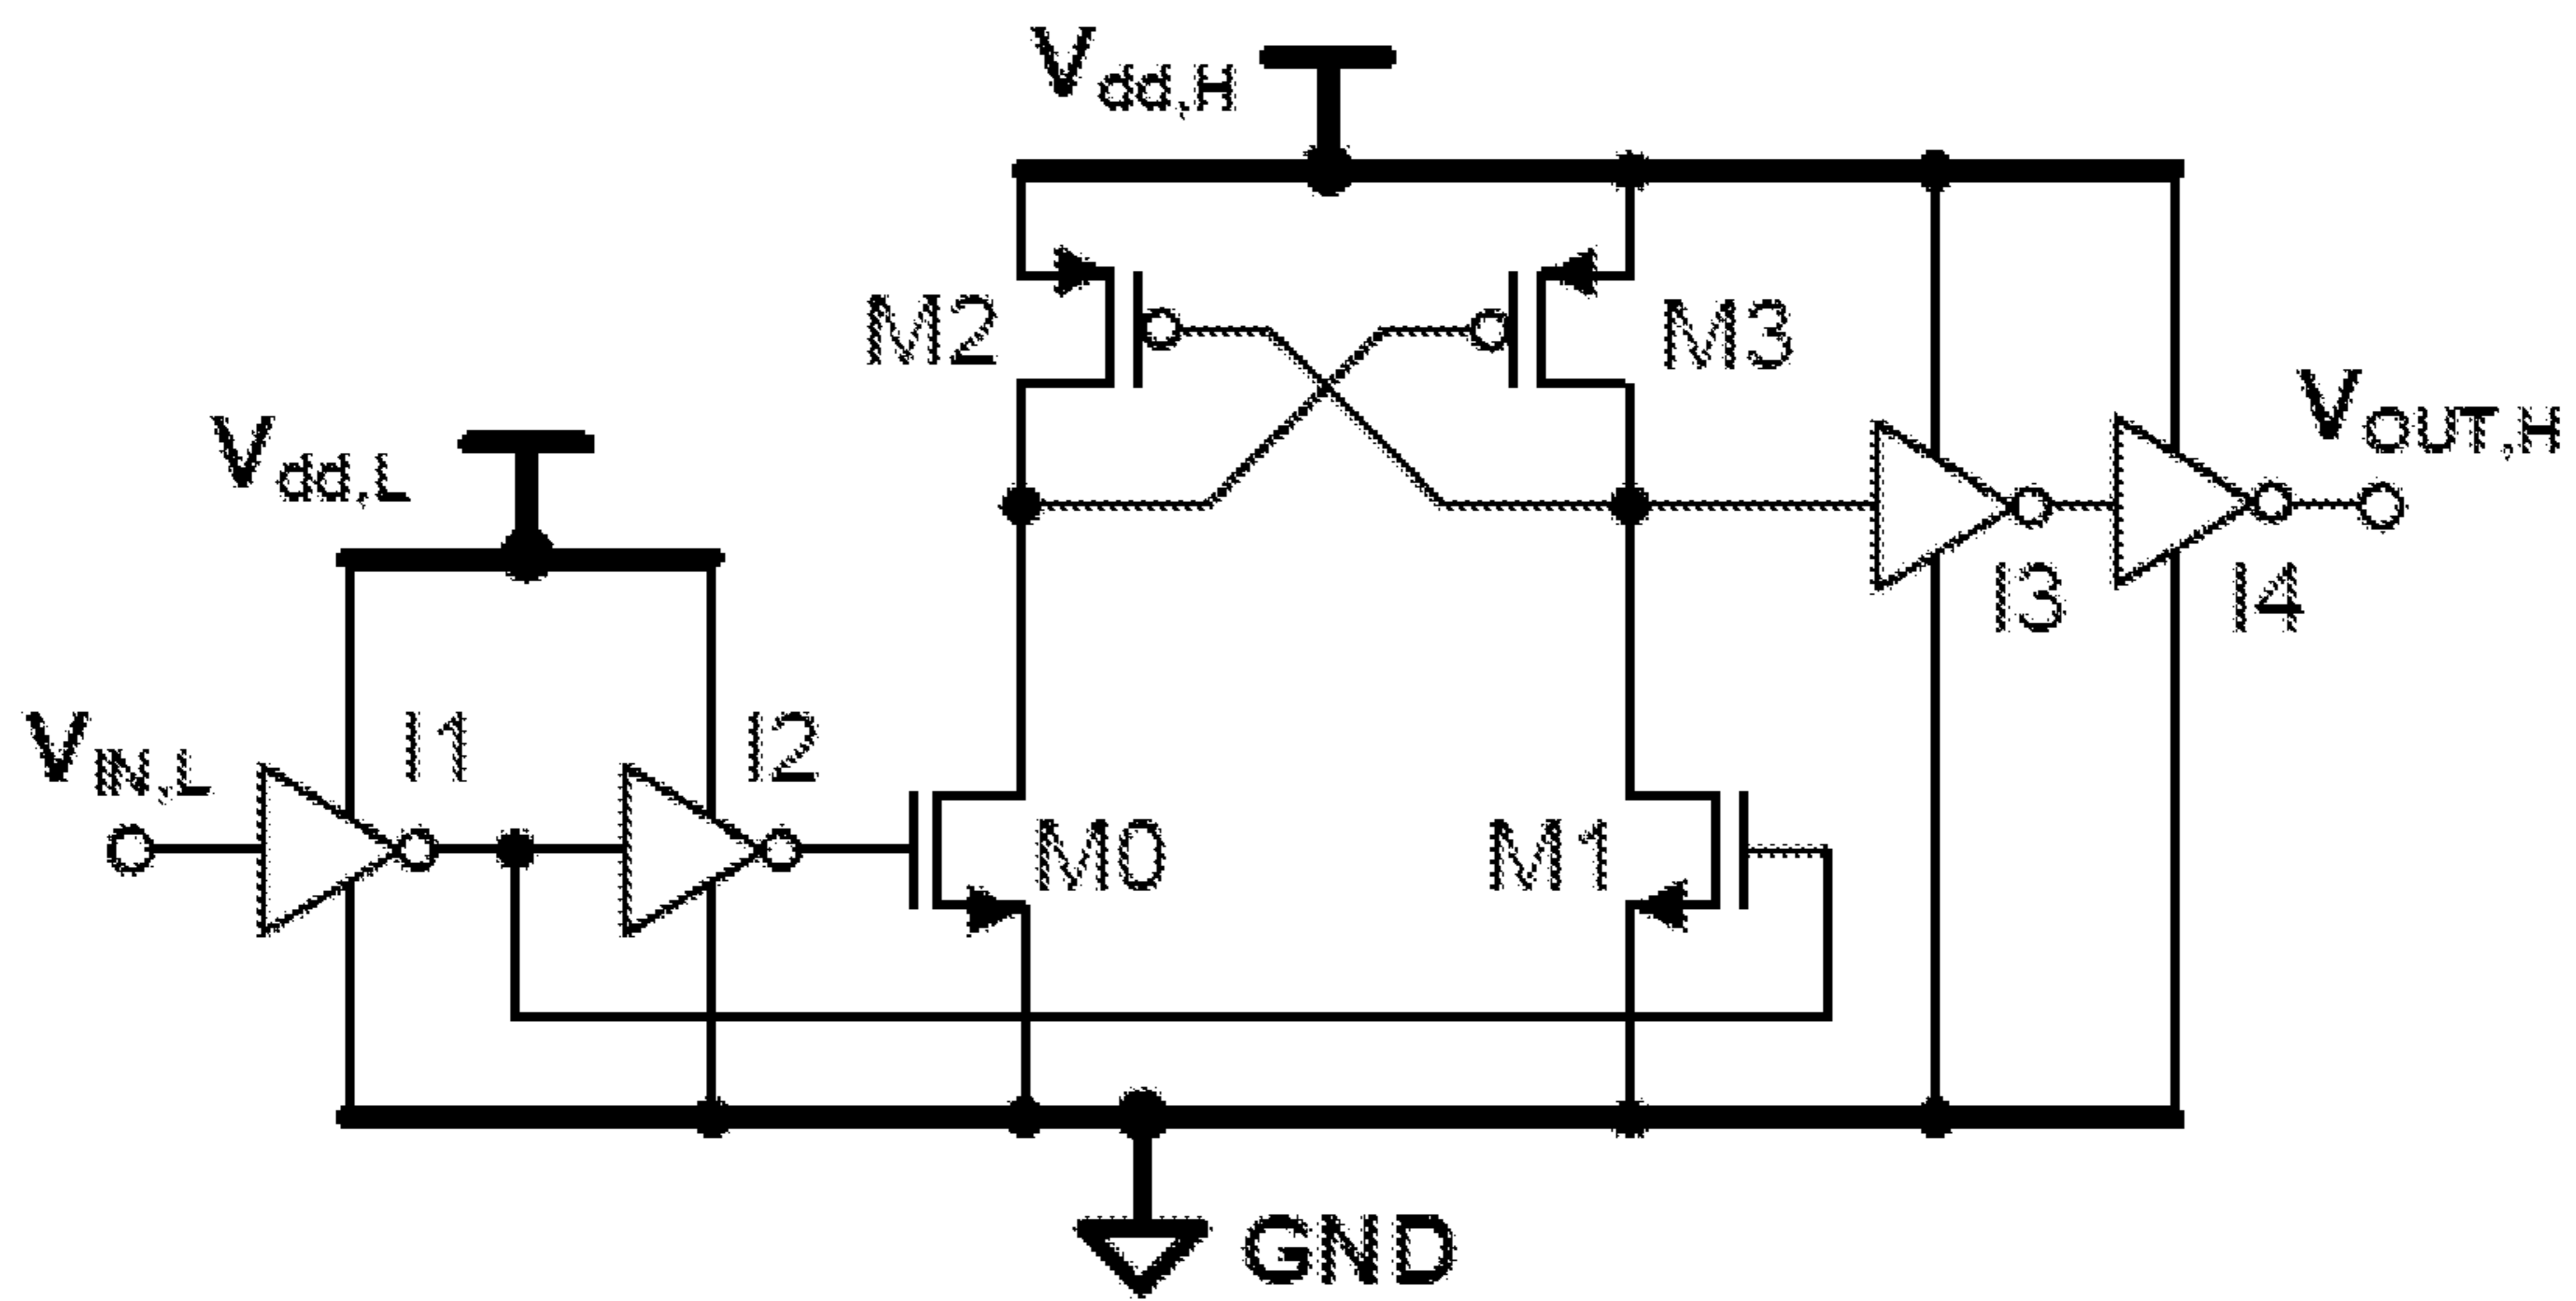 Vdd,H
M2
M3
Vdd,L
VOUT,H
I3
I4
VIN,L
I1
I2
M0
M1
GND